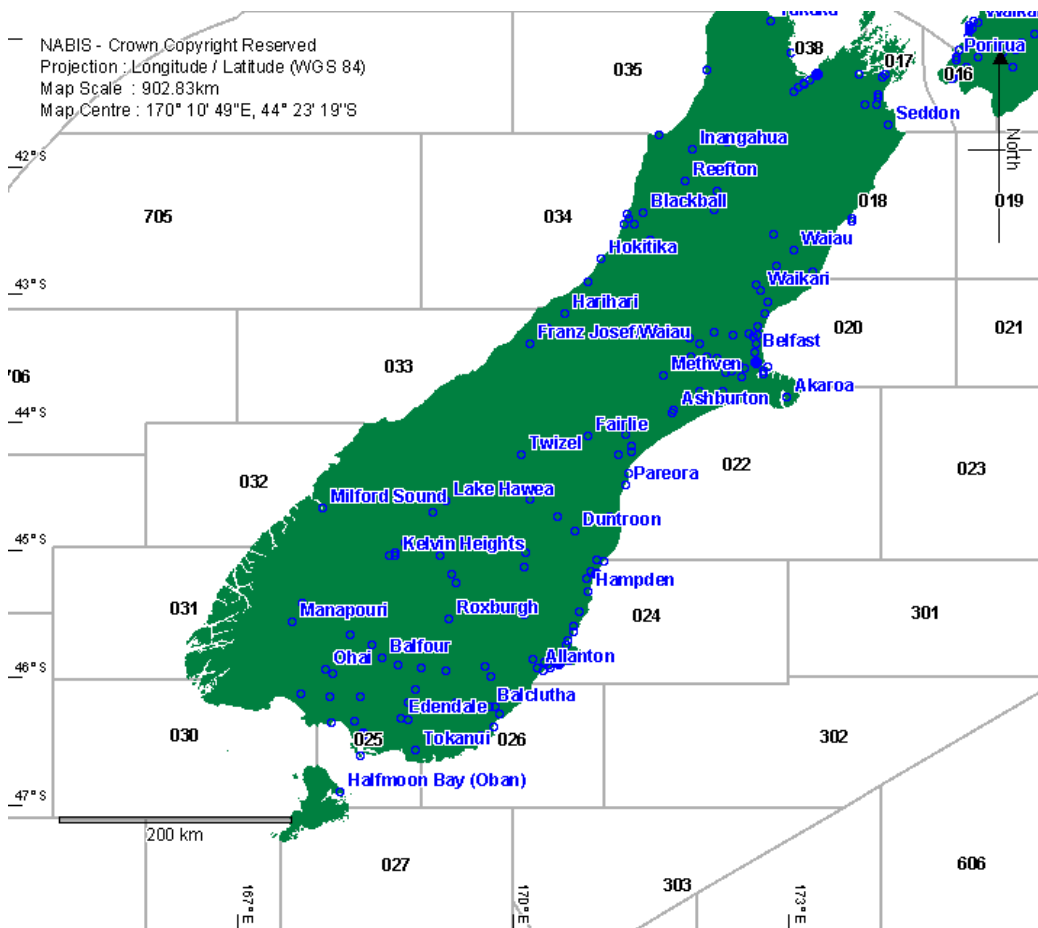 NABIS - Crown Copyright Reserved
Projection : Longitude / Latitude (WGS 84)
Map Scale : 902.83km
Map Centre : 170° 10' 49"E, 44° 23' 19"S
035
038
017
Porirua
016
Seddon
North
Inangahua
42°S
Reefton
705
034
Blackball
018
019
Hokitika
Waiau
43°S
Waikari
Harihari
Franz Josef/Waiau
020
021
Belfast
033
Methven
Akaroa
44°S
Ashburton
Fairlie
Twizel
022
023
032
Pareora
Milford Sound
Lake Hawea
Duntroon
45°S
Kelvin Heights
Hampden
031
Manapouri
Roxburgh
024
301
Balfour
Ohai
Allanton
46°S
Balclutha
Edendale
030
025
Tokanui
026
302
Halfmoon Bay (Oban)
47°S
200 km
027
303
606
167°E
170°E
173°E